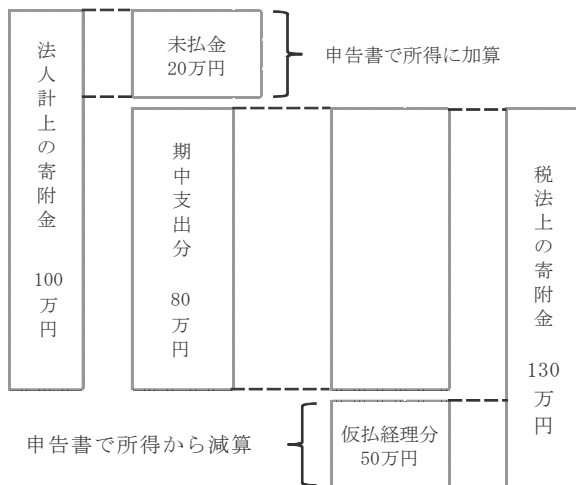 法人計上の寄附金 100万円
未払金
20万円
申告書で所得に加算
期中支出分 80万円
税法上の寄附金 130万円
申告書で所得から減算
仮払経理分
50万円